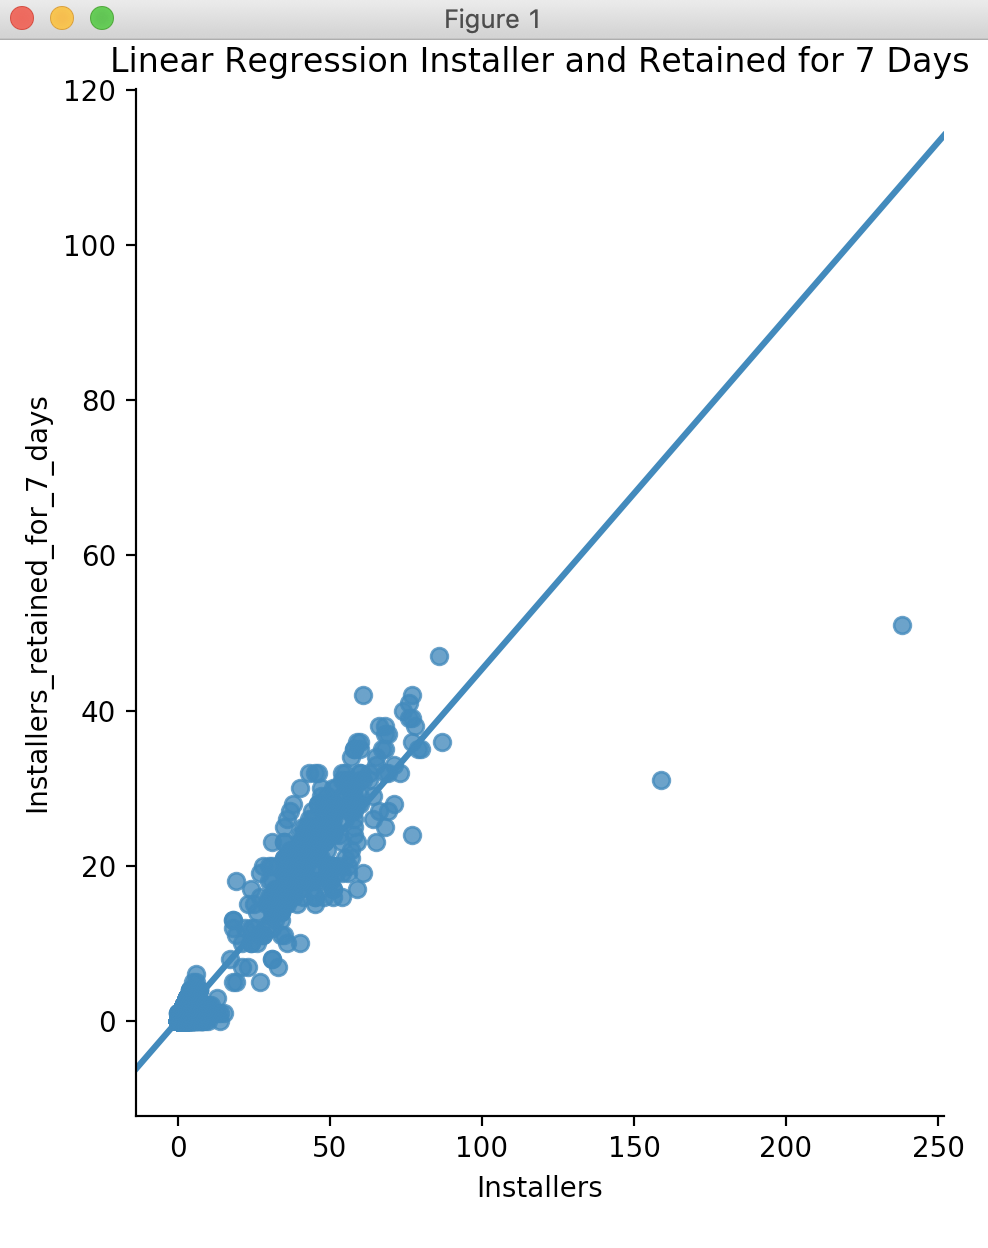 Figure 1
Linear Regression Installer and Retained for 7 Days
120
100
80
60
40
20
0
Installers_retained_for_7_days
0 50 100 150 200 250
Installers